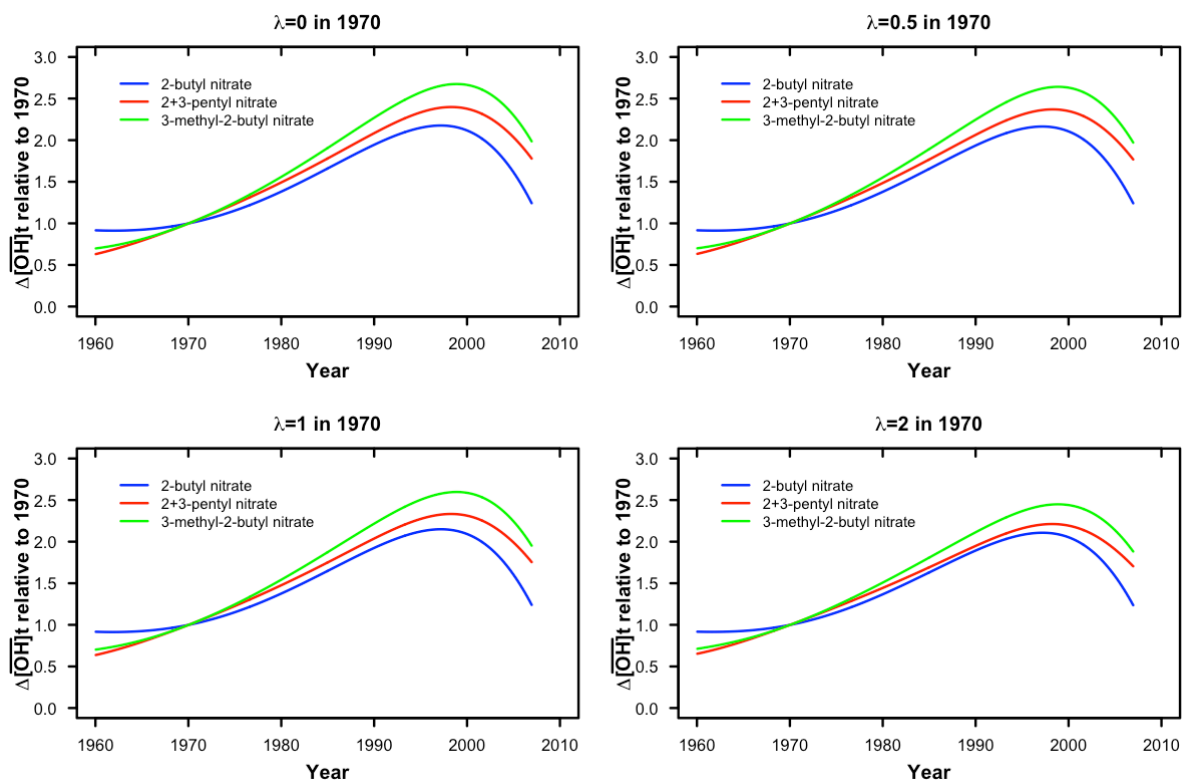 λ=0 in 1970
3.0
2.5
2.0
1.5
1.0
0.5
0.0
Δ[O̅H̅]t relative to 1970
2-butyl nitrate
2+3-pentyl nitrate
3-methyl-2-butyl nitrate
1960 1970 1980 1990 2000 2010
Year
λ=0.5 in 1970
3.0
2.5
2.0
1.5
1.0
0.5
0.0
Δ[O̅H̅]t relative to 1970
2-butyl nitrate
2+3-pentyl nitrate
3-methyl-2-butyl nitrate
1960 1970 1980 1990 2000 2010
Year
λ=1 in 1970
3.0
2.5
2.0
1.5
1.0
0.5
0.0
Δ[O̅H̅]t relative to 1970
2-butyl nitrate
2+3-pentyl nitrate
3-methyl-2-butyl nitrate
1960 1970 1980 1990 2000 2010
Year
λ=2 in 1970
3.0
2.5
2.0
1.5
1.0
0.5
0.0
Δ[O̅H̅]t relative to 1970
2-butyl nitrate
2+3-pentyl nitrate
3-methyl-2-butyl nitrate
1960 1970 1980 1990 2000 2010
Year